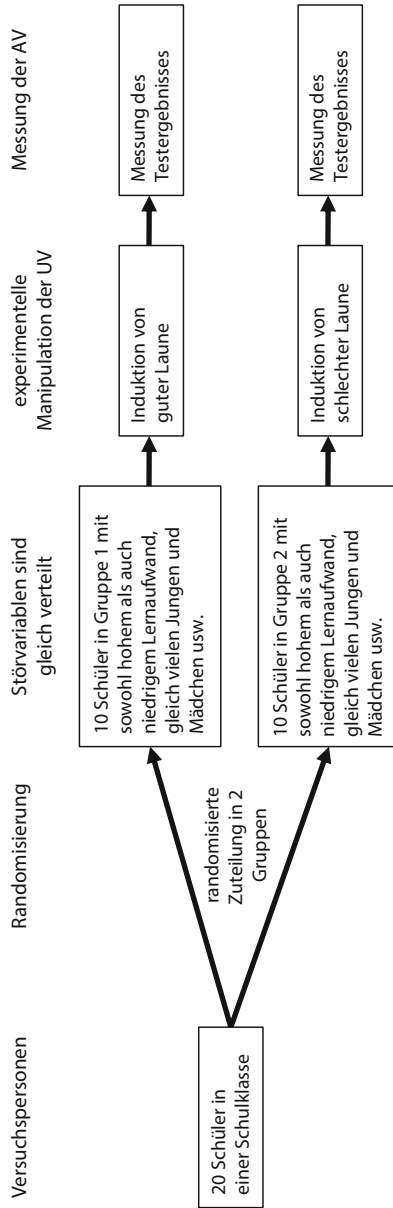 Versuchspersonen
Randomisierung
Störvariablen sind
gleich verteilt
experimentelle
Manipulation der UV
Messung der AV
20 Schüler in
einer Schulklasse
randomisierte
Zuteilung in 2
Gruppen
10 Schüler in Gruppe 1 mit
sowohl hohem als auch
niedrigem Lernaufwand,
gleich vielen Jungen und
Mädchen usw.
Induktion von
guter Laune
Messung des
Testergebnisses
10 Schüler in Gruppe 2 mit
sowohl hohem als auch
niedrigem Lernaufwand,
gleich vielen Jungen und
Mädchen usw.
Induktion von
schlechter Laune
Messung des
Testergebnisses